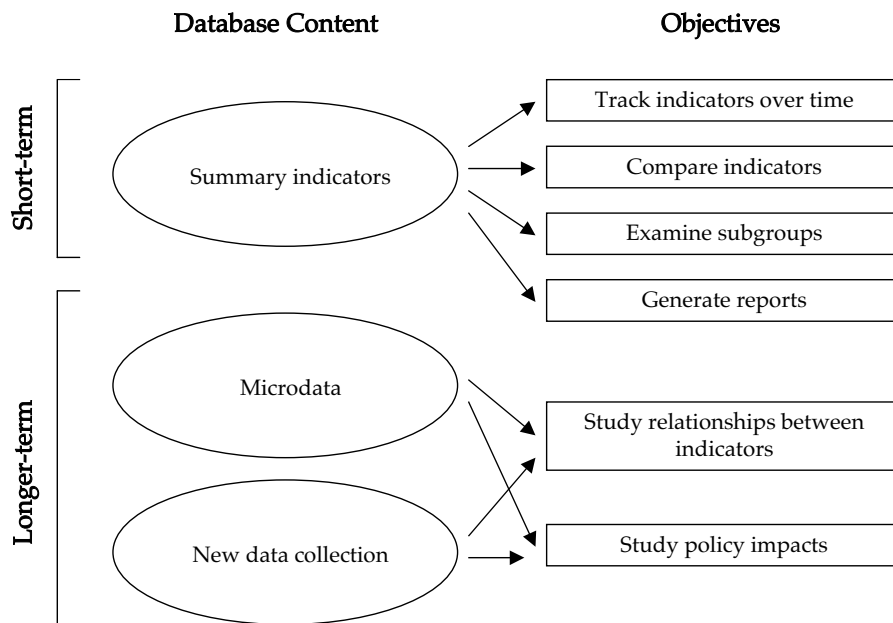 Database Content
Objectives
Short-term
Summary indicators
Track indicators over time
Compare indicators
Examine subgroups
Generate reports
Longer-term
Microdata
New data collection
Study relationships between
indicators
Study policy impacts